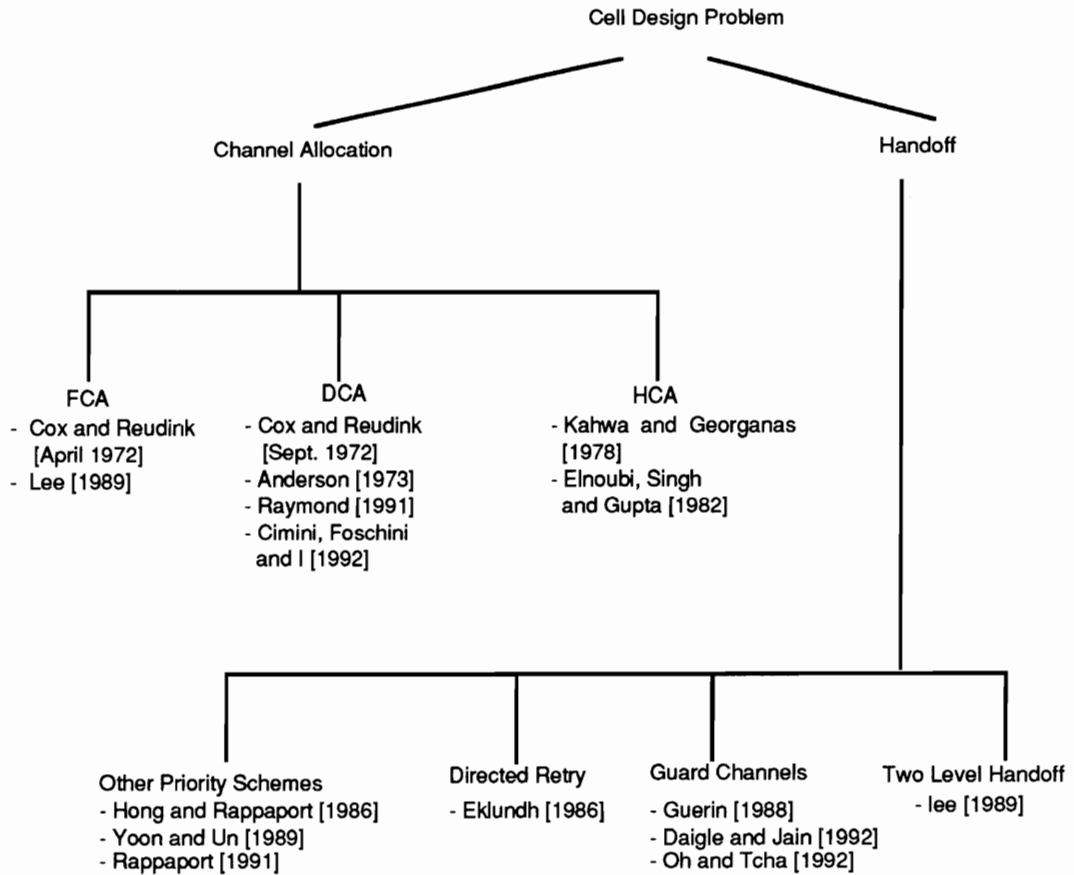 Cell Design Problem
Channel Allocation
Handoff
FCA
- Cox and Reudink
[April 1972]
- Lee [1989]
DCA
- Cox and Reudink
[Sept. 1972]
- Anderson [1973]
- Raymond [1991]
- Cimini, Foschini
and I [1992]
HCA
- Kahwa and Georganas
[1978]
- Elnoubi, Singh
and Gupta [1982]
Other Priority Schemes
- Hong and Rappaport [1986]
- Yoon and Un [1989]
- Rappaport [1991]
Directed Retry
- Eklundh [1986]
Guard Channels
- Guerin [1988]
- Daigle and Jain [1992]
- Oh and Tcha [1992]
Two Level Handoff
- lee [1989]